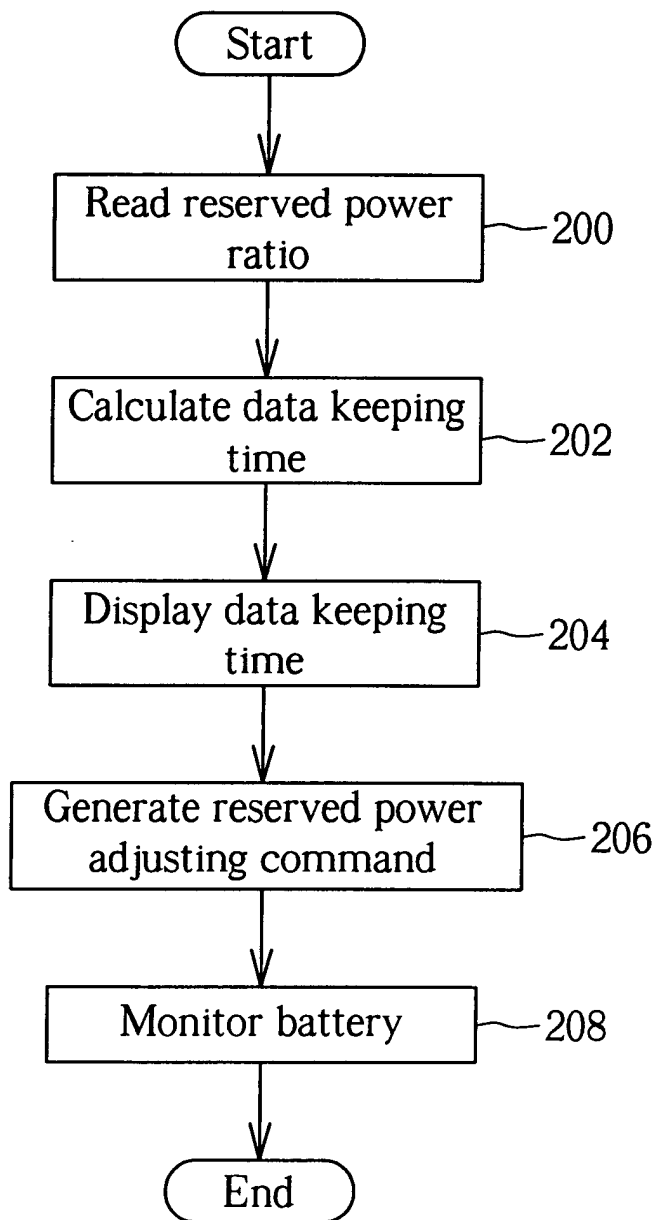 Start
Read reserved power
ratio
200
Calculate data keeping
time
202
Display data keeping
time
204
Generate reserved power
adjusting command
206
Monitor battery
208
End